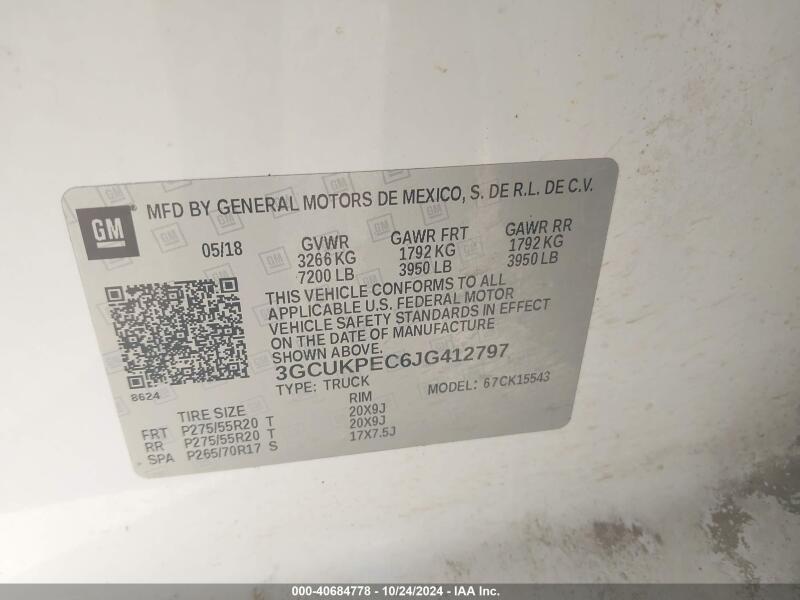 GM
MFD BY GENERAL MOTORS DE MEXICO, S. DE R.L. DE C.V.
05/18 GVWR GAWR FRT GAWR RR
3266 KG 1792 KG 1792 KG
7200 LB 3950 LB 3950 LB
THIS VEHICLE CONFORMS TO ALL
APPLICABLE U.S. FEDERAL MOTOR
VEHICLE SAFETY STANDARDS IN EFFECT
ON THE DATE OF MANUFACTURE
SHOWN ABOVE.
3GCUKPEC6JG412797
8624 TYPE: TRUCK MODEL: 67CK15543
TIRE SIZE RIM
FRT P275/55R20 T 20X9J
RR P275/55R20 T 20X9J
SPA P265/70R17 S 17X7.5J
000-40684778 - 10/24/2024 - IAA Inc.